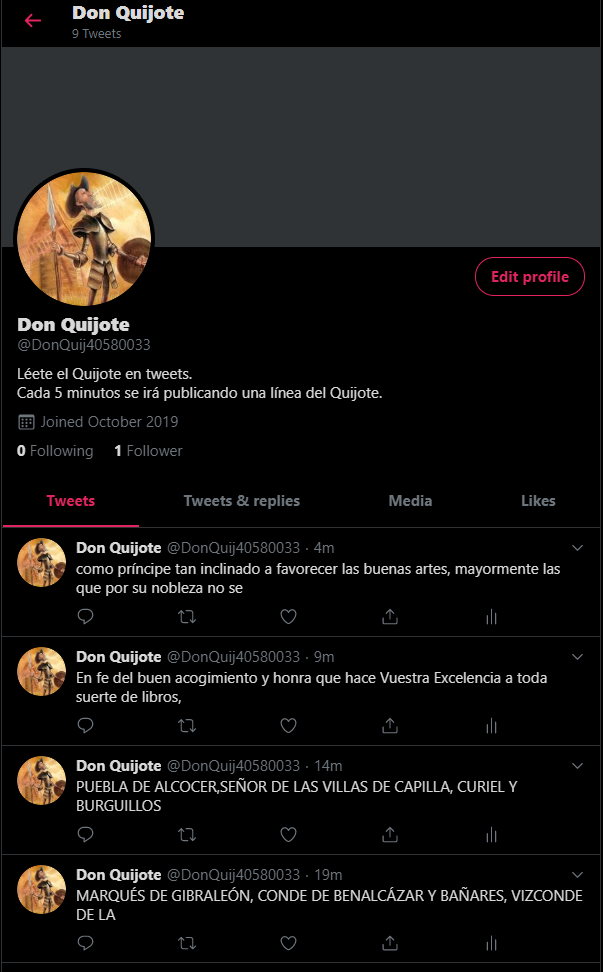 Don Quijote
9 Tweets
Edit profile
Don Quijote
@DonQuij40580033
Léete el Quijote en tweets.
Cada 5 minutos se irá publicando una línea del Quijote.
Joined October 2019
0 Following 1 Follower
Tweets Tweets & replies Media Likes
Don Quijote @DonQuij40580033 · 4m
como príncipe tan inclinado a favorecer las buenas artes, mayormente las
que por su nobleza no se
Don Quijote @DonQuij40580033 · 9m
En fe del buen acogimiento y honra que hace Vuestra Excelencia a toda
suerte de libros,
Don Quijote @DonQuij40580033 · 14m
PUEBLA DE ALCOCER,SEÑOR DE LAS VILLAS DE CAPILLA, CURIEL Y
BURGUILLOS
Don Quijote @DonQuij40580033 · 19m
MARQUÉS DE GIBRALEÓN, CONDE DE BENALCÁZAR Y BAÑARES, VIZCONDE
DE LA